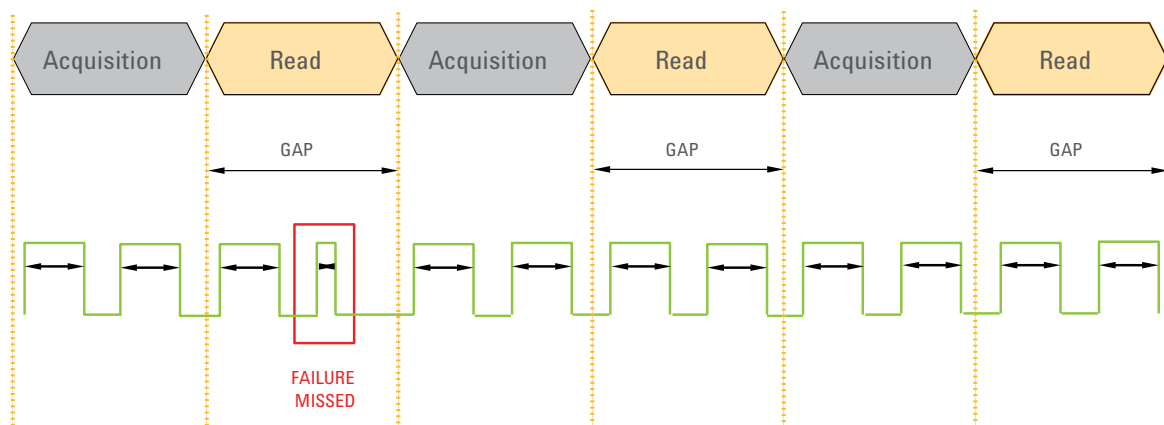 Acquisition Read Acquisition Read Acquisition Read
GAP GAP GAP
FAILURE
MISSED